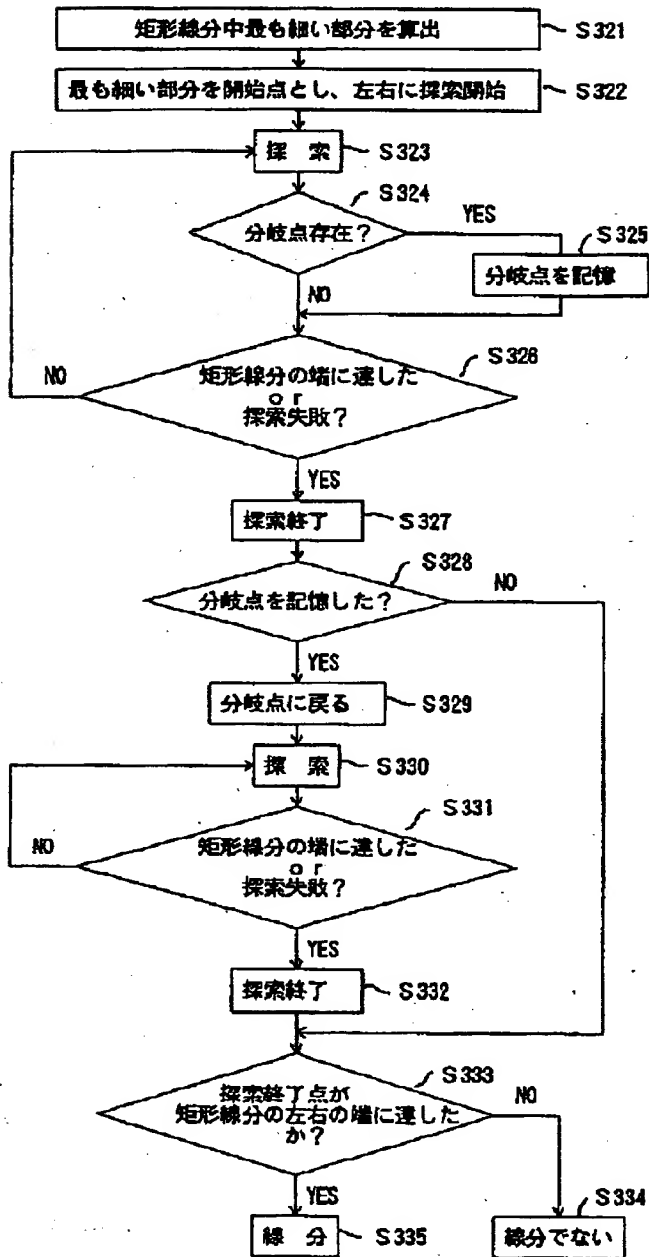 矩形線分中最も細い部分を算出 S321
最も細い部分を開始点とし、左右に探索開始 S322
探 索 S323
S324
分岐点存在？
YES
S325
分岐点を記憶
NO
S326
矩形線分の端に達した
or
探索失敗？
NO
YES
探索終了 S327
S328
分岐点を記憶した？
NO
YES
分岐点に戻る S329
探 索 S330
S331
矩形線分の端に達した
or
探索失敗？
NO
YES
探索終了 S332
S333
探索終了点が
矩形線分の左右の端に達した
か？
NO
YES
S334
線 分 S335
線分でない